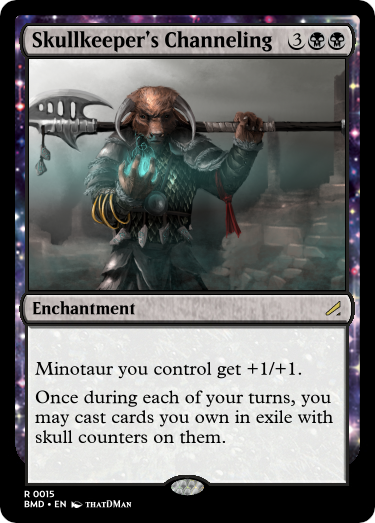 Skullkeeper's Channeling 3
Enchantment
Minotaur you control get +1/+1.
Once during each of your turns, you
may cast cards you own in exile with
skull counters on them.
R 0015
BMD • EN thatDMan